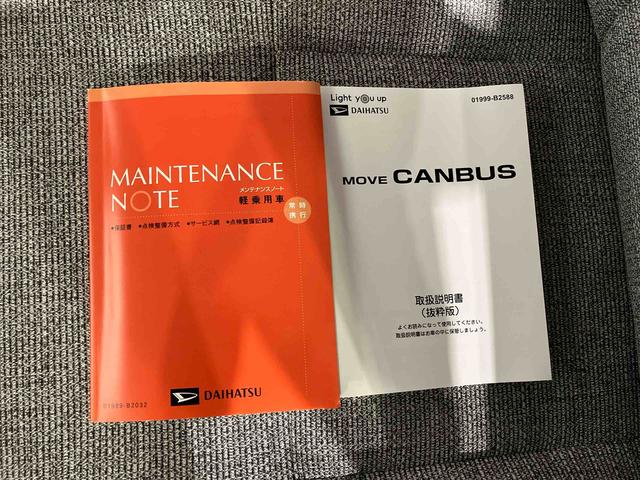 MAINTENANCE
NOTE
メンテナンスノート
軽乗用車
常時
携行
●保証書 ●点検整備方式 ●サービス網 ●点検整備記録簿
DAIHATSU
01989-B2032
Light you up
DAIHATSU
01999-B2588
MOVE CANBUS
取扱説明書
(抜粋版)
よくお読みになって使用してください。
取扱説明書はお車の中に保管しましょう。